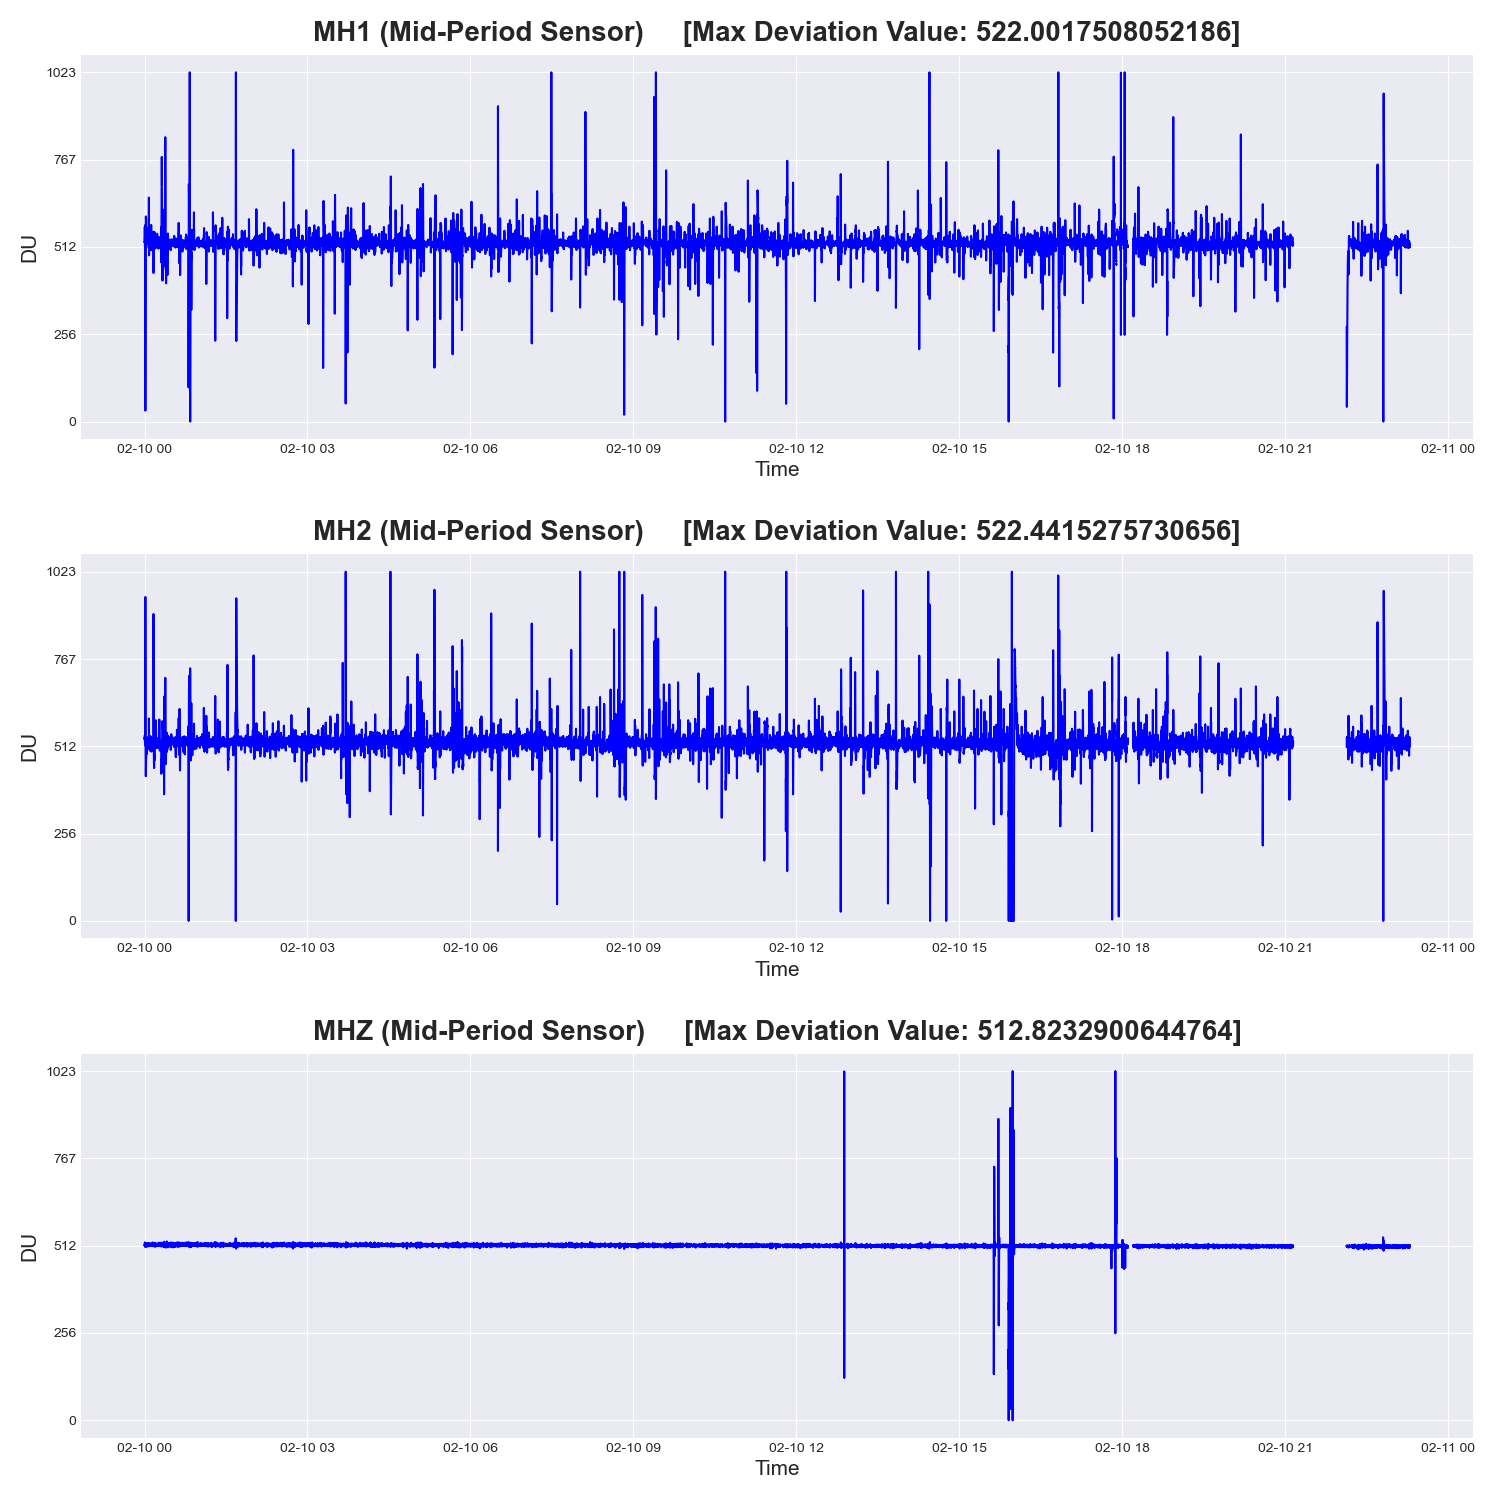 MH1 (Mid-Period Sensor) [Max Deviation Value: 522.0017508052186]
1023
767
512
256
0
DU
02-10 00 02-10 03 02-10 06 02-10 09 02-10 12 02-10 15 02-10 18 02-10 21 02-11 00
Time
MH2 (Mid-Period Sensor) [Max Deviation Value: 522.4415275730656]
1023
767
512
256
0
DU
02-10 00 02-10 03 02-10 06 02-10 09 02-10 12 02-10 15 02-10 18 02-10 21 02-11 00
Time
MHZ (Mid-Period Sensor) [Max Deviation Value: 512.8232900644764]
1023
767
512
256
0
DU
02-10 00 02-10 03 02-10 06 02-10 09 02-10 12 02-10 15 02-10 18 02-10 21 02-11 00
Time